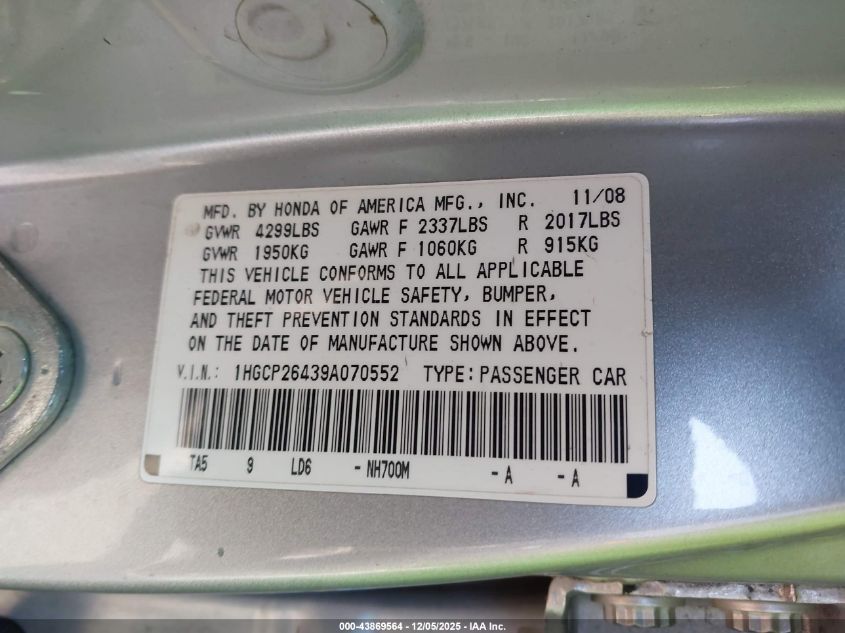 MFD. BY HONDA OF AMERICA MFG., INC. 11/08
GVWR 4299LBS GAWR F 2337LBS R 2017LBS
GVWR 1950KG GAWR F 1060KG R 915KG
THIS VEHICLE CONFORMS TO ALL APPLICABLE
FEDERAL MOTOR VEHICLE SAFETY, BUMPER,
AND THEFT PREVENTION STANDARDS IN EFFECT
ON THE DATE OF MANUFACTURE SHOWN ABOVE.
V.I.N.: 1HGCP26439A070552 TYPE: PASSENGER CAR
TA5 9 LD6 - NH700M - A - A
000-43869564 - 12/05/2025 - IAA Inc.